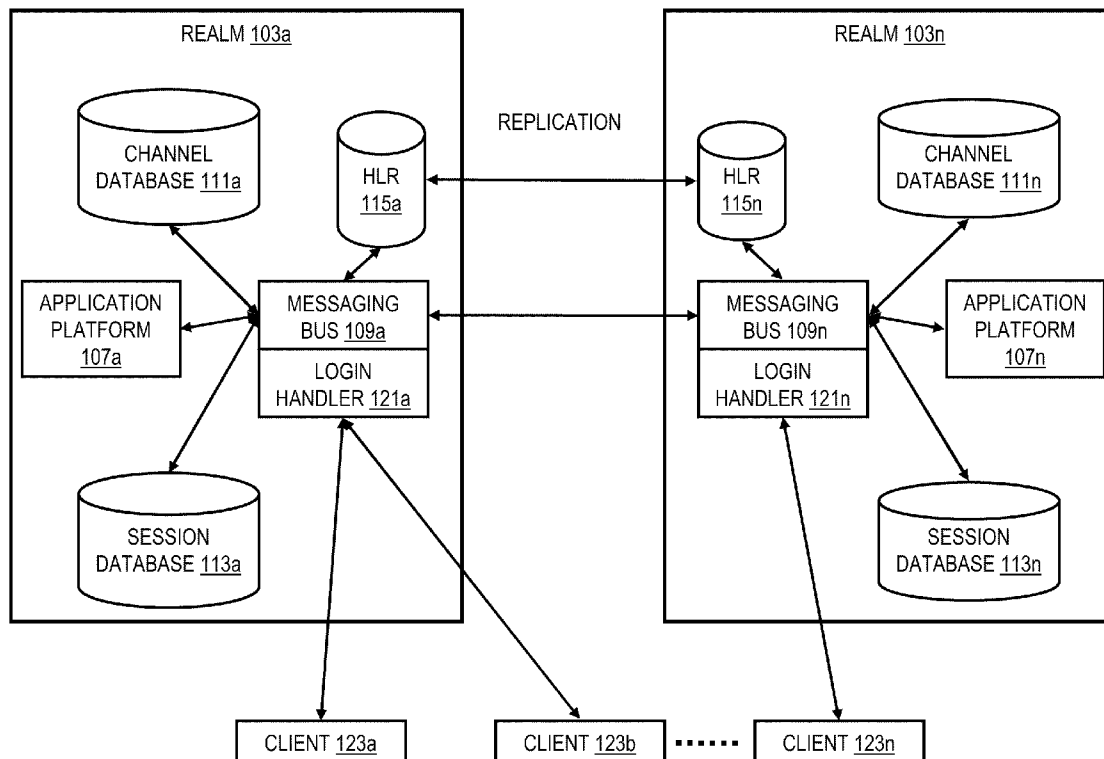 REALM 103a
CHANNEL
DATABASE 111a
HLR
115a
APPLICATION
PLATFORM
107a
MESSAGING
BUS 109a
LOGIN
HANDLER 121a
SESSION
DATABASE 113a
REPLICATION
REALM 103n
HLR
115n
CHANNEL
DATABASE 111n
MESSAGING
BUS 109n
LOGIN
HANDLER 121n
APPLICATION
PLATFORM
107n
SESSION
DATABASE 113n
CLIENT 123a
CLIENT 123b
CLIENT 123n